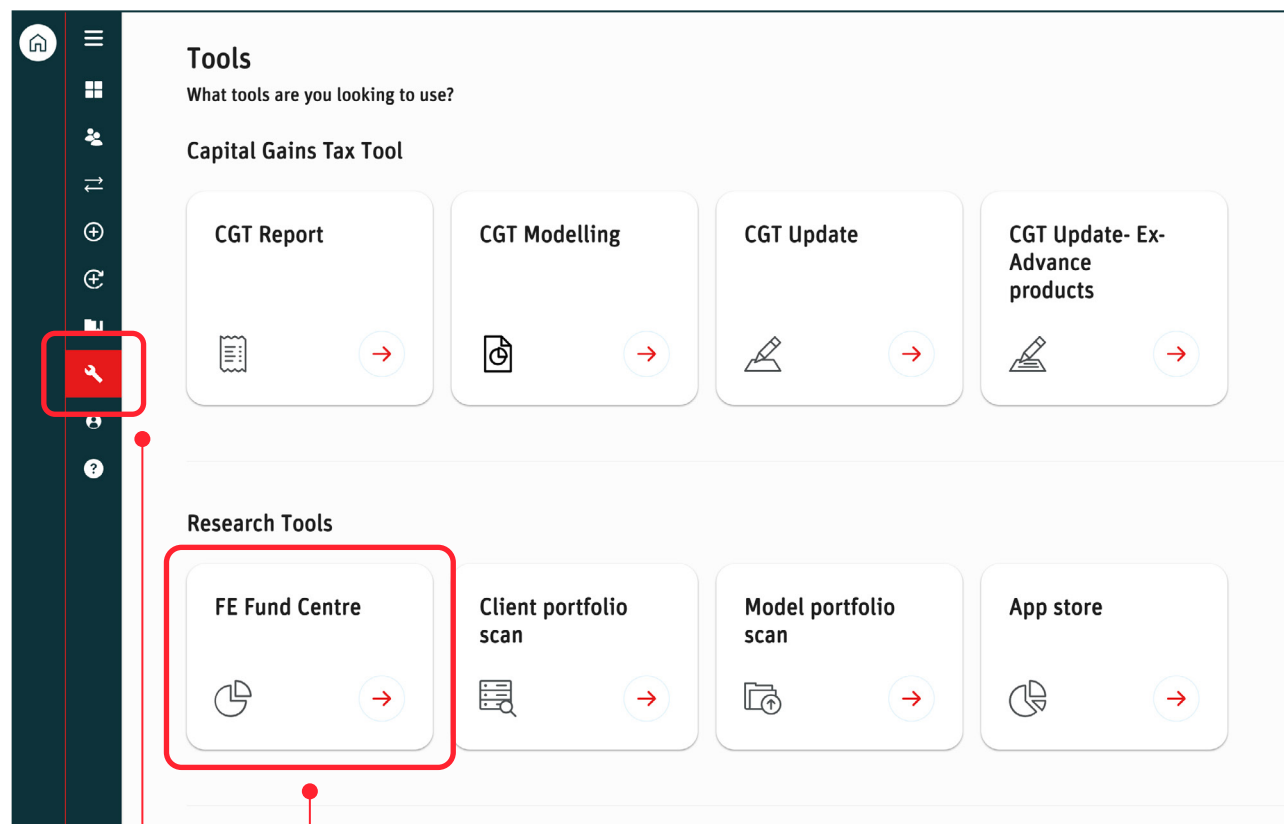 Tools
What tools are you looking to use?
Capital Gains Tax Tool
CGT Report
CGT Modelling
CGT Update
CGT Update- Ex-
Advance
products
Research Tools
FE Fund Centre
Client portfolio
scan
Model portfolio
scan
App store